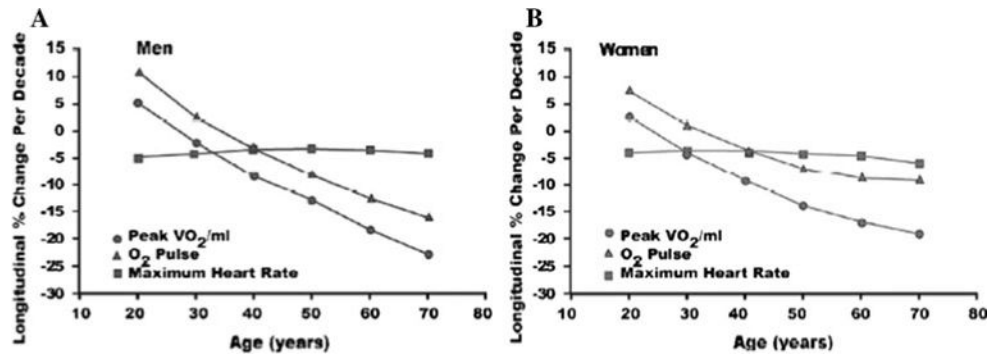 A
Men
Longitudinal % Change Per Decade
15
10
5
0
-5
-10
-15
-20
-25
-30
Peak VO2/ml
O2 Pulse
Maximum Heart Rate
10 20 30 40 50 60 70 80
Age (years)
B
Women
Longitudinal % Change Per Decade
15
10
5
0
-5
-10
-15
-20
-25
-30
Peak VO2/ml
O2 Pulse
Maximum Heart Rate
10 20 30 40 50 60 70 80
Age (years)